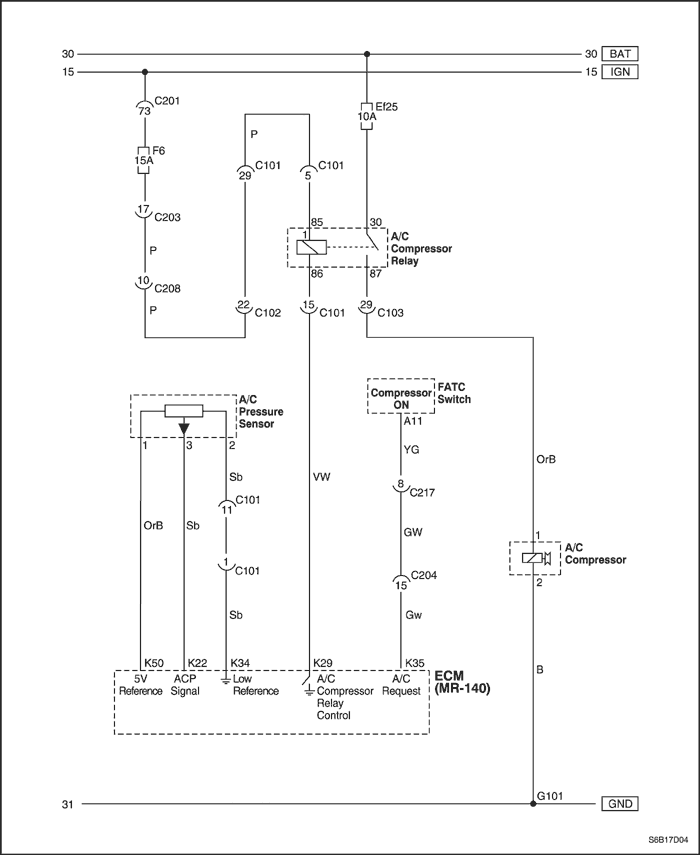 30
30 BAT
15
15 IGN
C201
73
Ef25
10A
F6
15A
P
C101
29
C101
5
17
C203
85
30
1
A/C
Compressor
Relay
P
86
87
10
C208
P
22
C102
15
C101
29
C103
A/C
Pressure
Sensor
Compressor
ON
FATC
Switch
A11
1
3
2
YG
OrB
Sb
VW
8
C217
C101
11
OrB
Sb
GW
1
A/C
Compressor
1
C101
C204
15
2
Sb
Gw
K50
K22
K34
K29
K35
B
5V
Reference
ACP
Signal
Low
Reference
A/C
Compressor
Relay
Control
A/C
Request
ECM
(MR-140)
G101
31
GND
S6B17D04